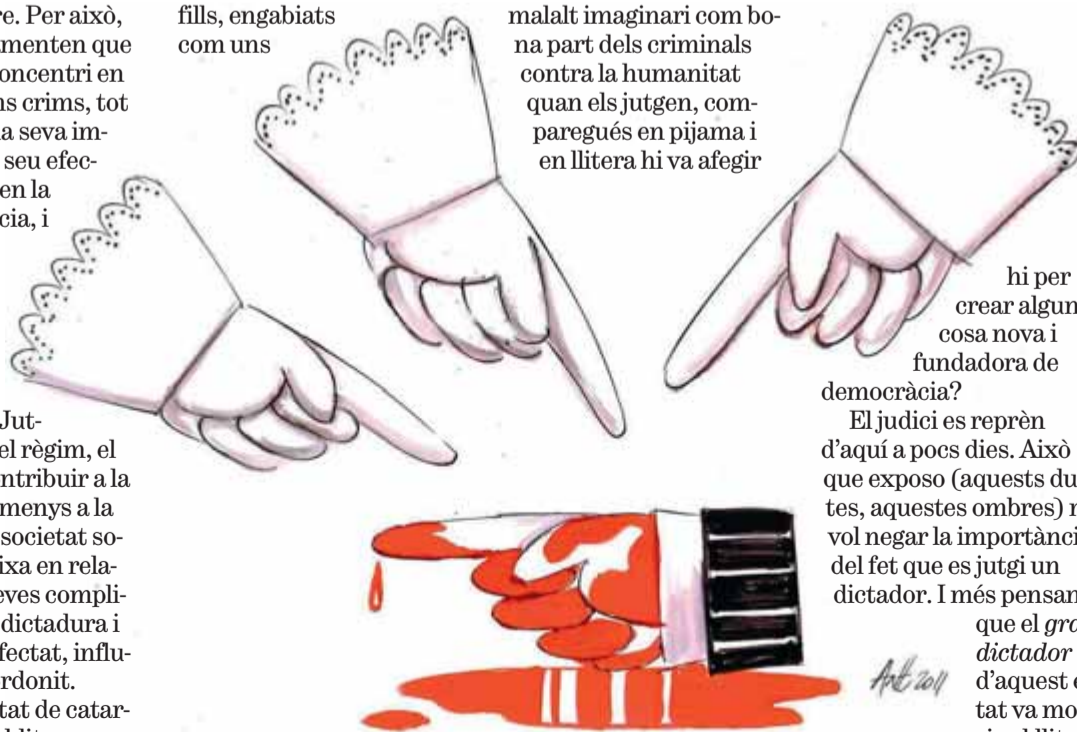 re. Per això,
menten que
oncentri en
ns crims, tot
la seva im-
seu efec-
en la
cia, i
Jut-
el règim, el
ntribuir a la
menys a la
societat so-
ixa en rela-
eves compli-
dictadura i
fectat, influ-
rdonit.
tat de catar-
fills, engabiats
com uns
malalt imaginari com bo-
na part dels criminals
contra la humanitat
quan els jutgen, com-
paregués en pijama i
en llitera hi va afegir
hi per
crear algun
cosa nova i
fundadora de
democràcia?
El judici es reprèn
d'aquí a pocs dies. Això
que exposo (aquests du
tes, aquestes ombres) n
vol negar la importànci
del fet que es jutgi un
dictador. I més pensan
que el gra
dictador
d'aquest e
tat va mo
2011